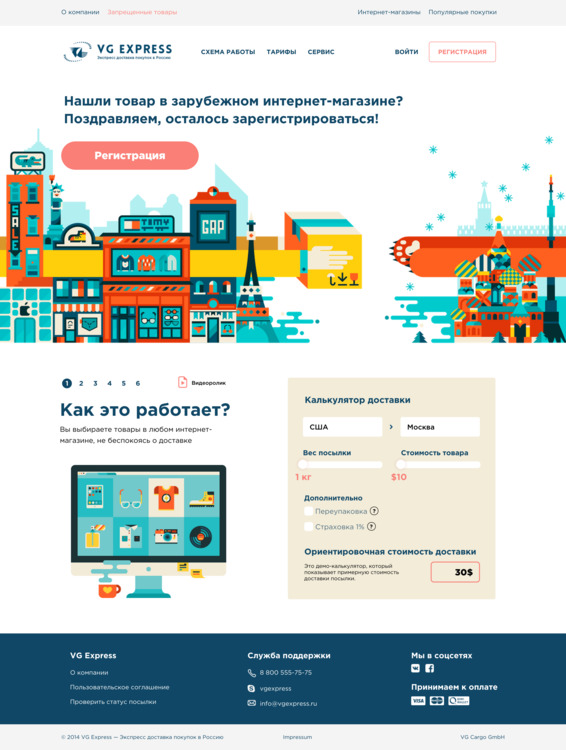 О компании Запрещенные товары
Интернет-магазины Популярные покупки
VG EXPRESS
Экспресс доставка покупок в Россию
СХЕМА РАБОТЫ ТАРИФЫ СЕРВИС
ВОЙТИ РЕГИСТРАЦИЯ
Нашли товар в зарубежном интернет-магазине?
Поздравляем, осталось зарегистрироваться!
Регистрация
SALE
GAP
1 2 3 4 5 6
Видеоролик
Как это работает?
Вы выбираете товары в любом интернет-
магазине, не беспокоясь о доставке
Калькулятор доставки
США > Москва
Вес посылки Стоимость товара
1 кг $10
Дополнительно
Переупаковка ?
Страховка 1% ?
Ориентировочная стоимость доставки
Это демо-калькулятор, который
показывает примерную стоимость
доставки посылки.
30$
VG Express
О компании
Пользовательское соглашение
Проверить статус посылки
Служба поддержки
8 800 555-75-75
vgexpress
info@vgexpress.ru
Мы в соцсетях
Принимаем к оплате
VISA
© 2014 VG Express — Экспресс доставка покупок в Россию
Impressum
VG Cargo GmbH